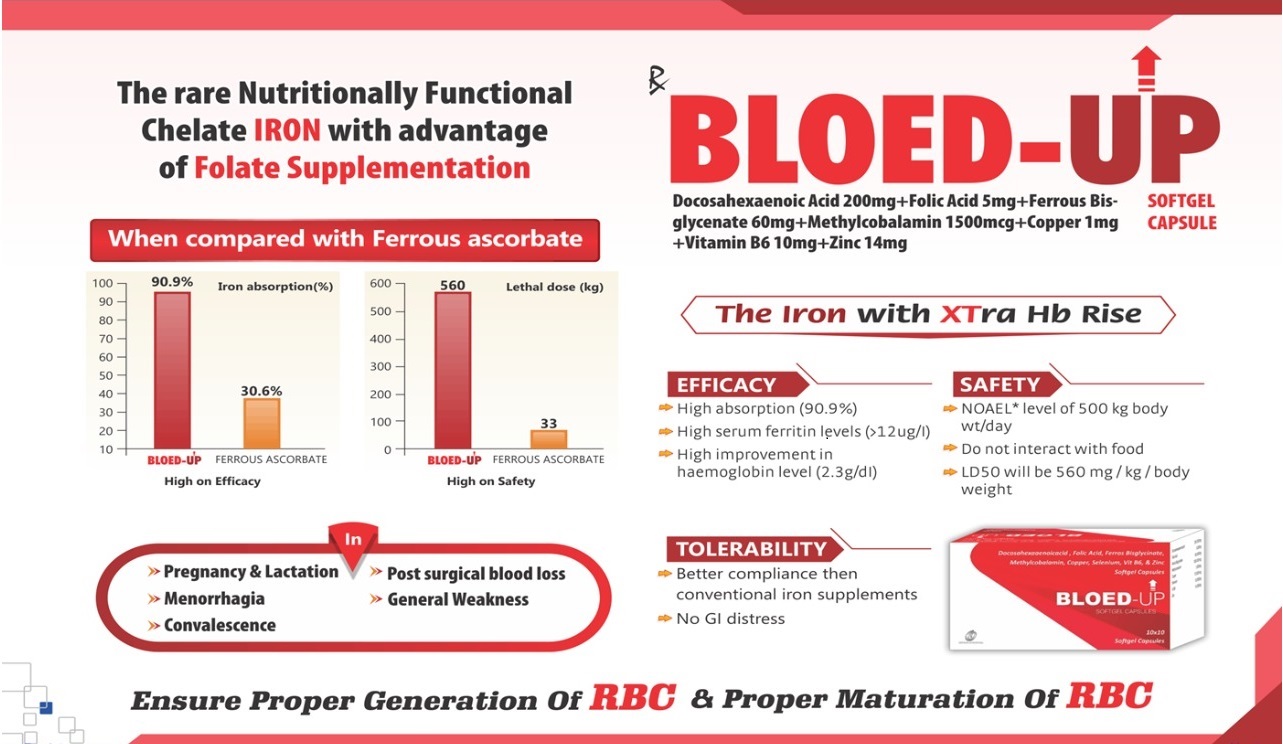 The rare Nutritionally Functional
Chelate IRON with advantage
of Folate Supplementation
When compared with Ferrous ascorbate
Iron absorption(%)
100
90
80
70
60
50
40
30
20
10
90.9%
30.6%
BLOED-UP
FERROUS ASCORBATE
High on Efficacy
Lethal dose (kg)
600
500
400
300
200
100
0
560
33
BLOED-UP
FERROUS ASCORBATE
High on Safety
In
Pregnancy & Lactation
Menorrhagia
Convalescence
Post surgical blood loss
General Weakness
℞
BLOED-UP
Docosahexaenoic Acid 200mg+Folic Acid 5mg+Ferrous Bis-
glycenate 60mg+Methylcobalamin 1500mcg+Copper 1mg
+Vitamin B6 10mg+Zinc 14mg
SOFTGEL
CAPSULE
The Iron with XTra Hb Rise
EFFICACY
High absorption (90.9%)
High serum ferritin levels (>12ug/l)
High improvement in
haemoglobin level (2.3g/dl)
SAFETY
NOAEL* level of 500 kg body
wt/day
Do not interact with food
LD50 will be 560 mg / kg / body
weight
TOLERABILITY
Better compliance then
conventional iron supplements
No GI distress
BLOED-UP
Docosahexaenoicacid , Folic Acid, Ferros Bisglycinate,
Methylcobalamin, Copper, Selenium, Vit B6, & Zinc
Softgel Capsules
BLOED-UP
SOFTGEL CAPSULES
10x10
Softgel Capsules
Ensure Proper Generation Of RBC & Proper Maturation Of RBC